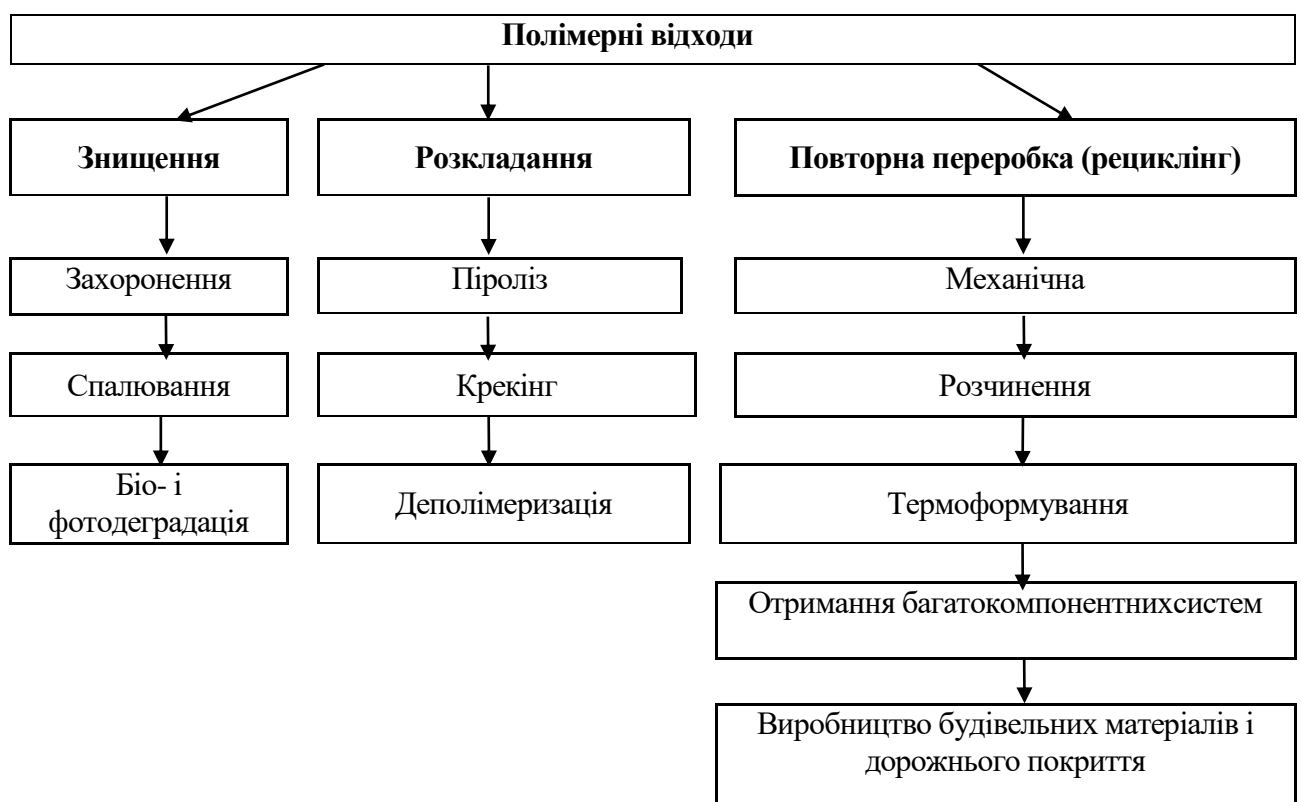 Полімерні відходи
Знищення
Розкладання
Повторна переробка (рециклінг)
Захоронення
Піроліз
Механічна
Спалювання
Крекінг
Розчинення
Біо- і
фотодеградація
Деполімеризація
Термоформування
Отримання багатокомпонентнихсистем
Виробництво будівельних матеріалів і
дорожнього покриття